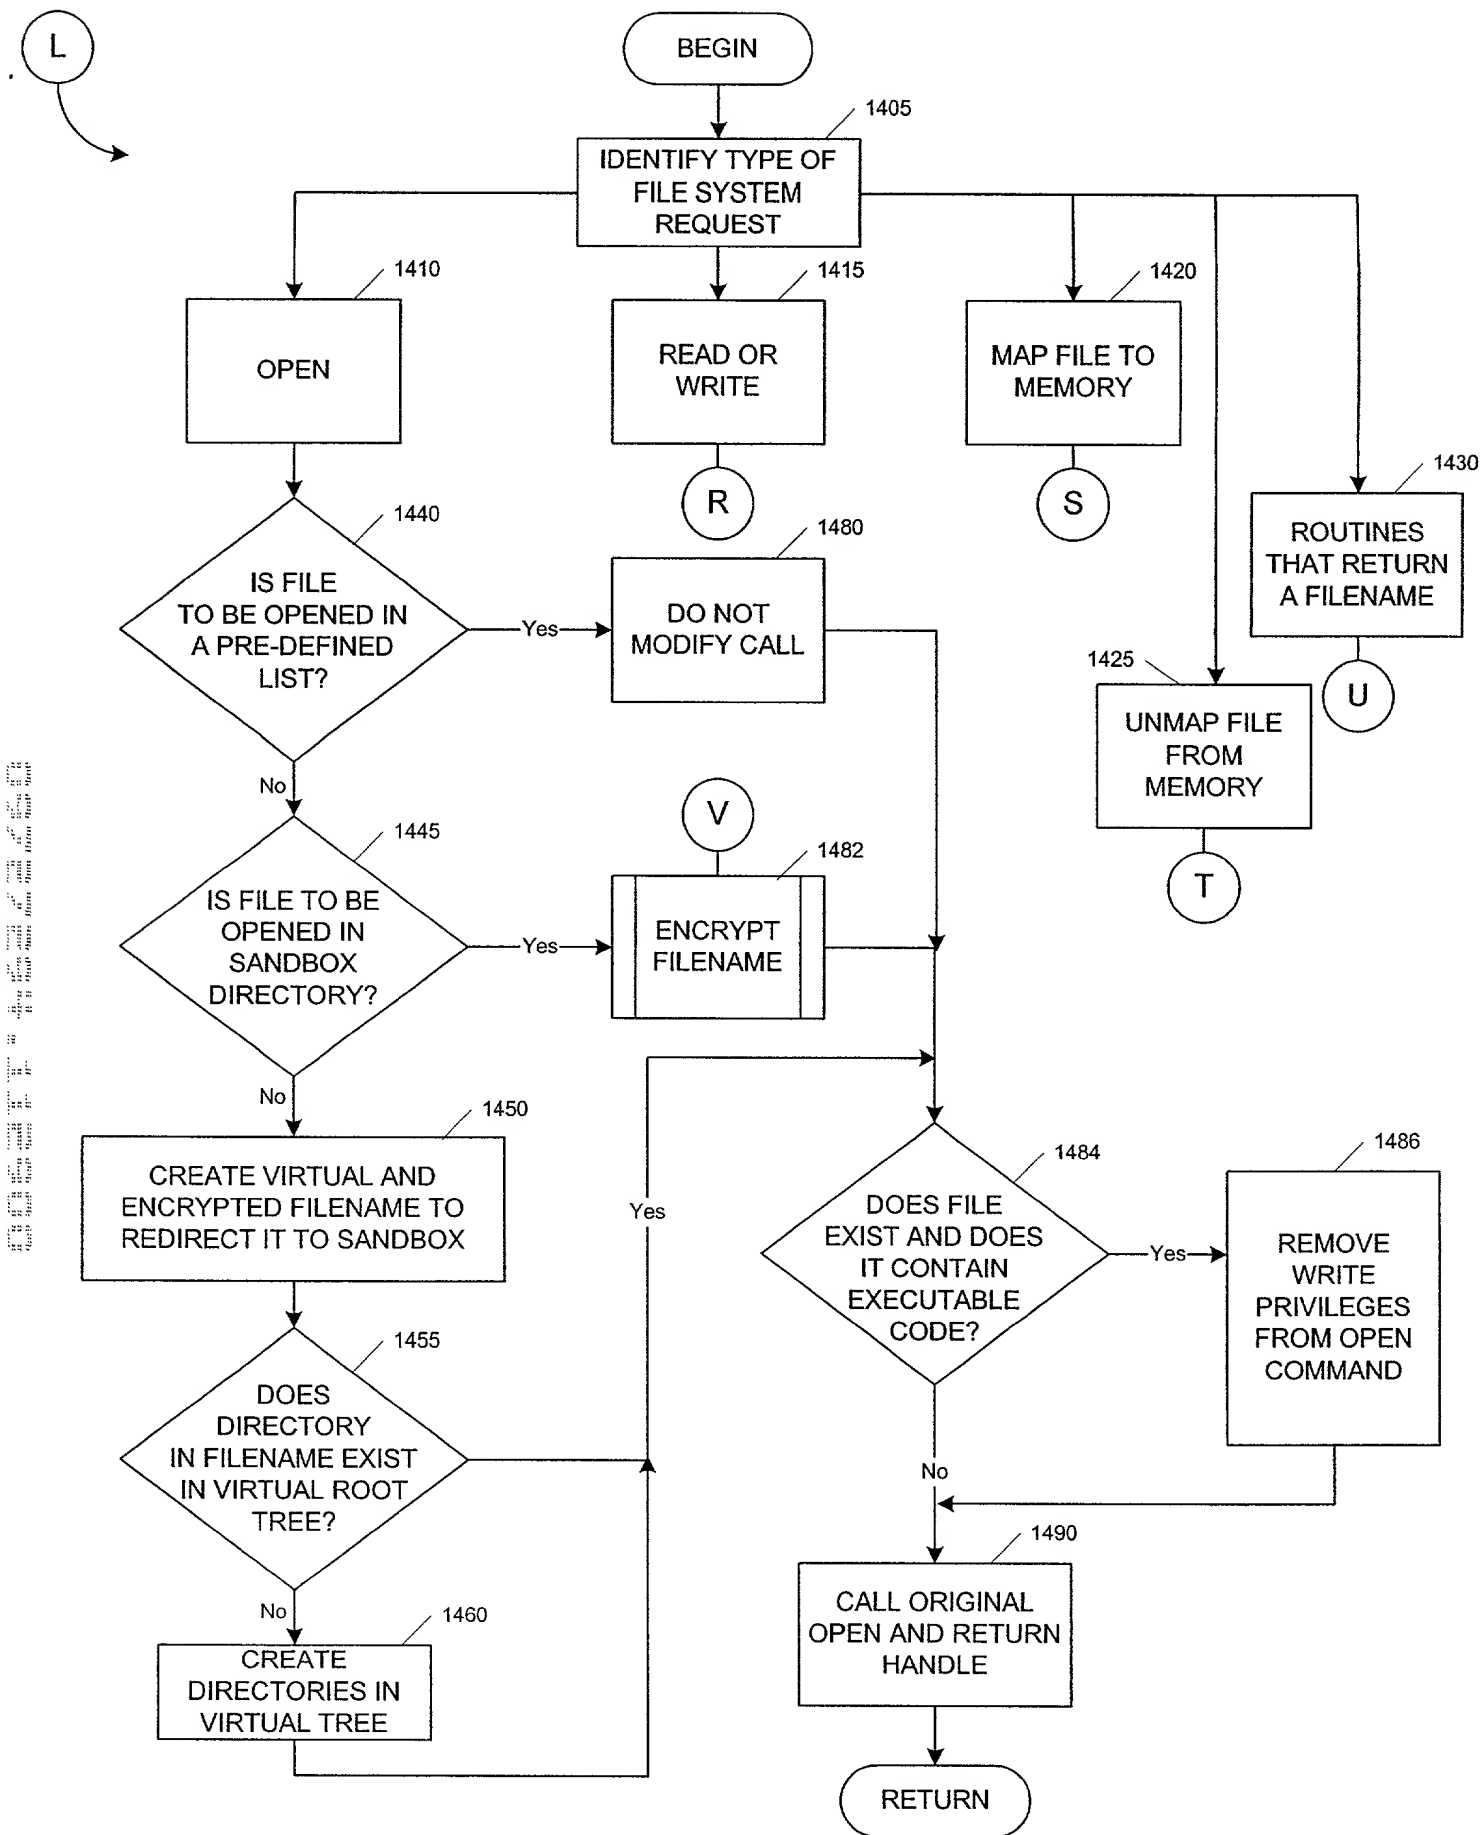 L
BEGIN
1405
IDENTIFY TYPE OF
FILE SYSTEM
REQUEST
1410
OPEN
1415
READ OR
WRITE
R
1420
MAP FILE TO
MEMORY
S
1430
ROUTINES
THAT RETURN
A FILENAME
U
1425
UNMAP FILE
FROM
MEMORY
T
1440
IS FILE
TO BE OPENED IN
A PRE-DEFINED
LIST?
Yes
1480
DO NOT
MODIFY CALL
No
1445
IS FILE TO BE
OPENED IN
SANDBOX
DIRECTORY?
Yes
V
1482
ENCRYPT
FILENAME
No
1450
CREATE VIRTUAL AND
ENCRYPTED FILENAME TO
REDIRECT IT TO SANDBOX
Yes
1455
DOES
DIRECTORY
IN FILENAME EXIST
IN VIRTUAL ROOT
TREE?
No
1460
CREATE
DIRECTORIES IN
VIRTUAL TREE
1484
DOES FILE
EXIST AND DOES
IT CONTAIN
EXECUTABLE
CODE?
Yes
1486
REMOVE
WRITE
PRIVILEGES
FROM OPEN
COMMAND
No
1490
CALL ORIGINAL
OPEN AND RETURN
HANDLE
RETURN